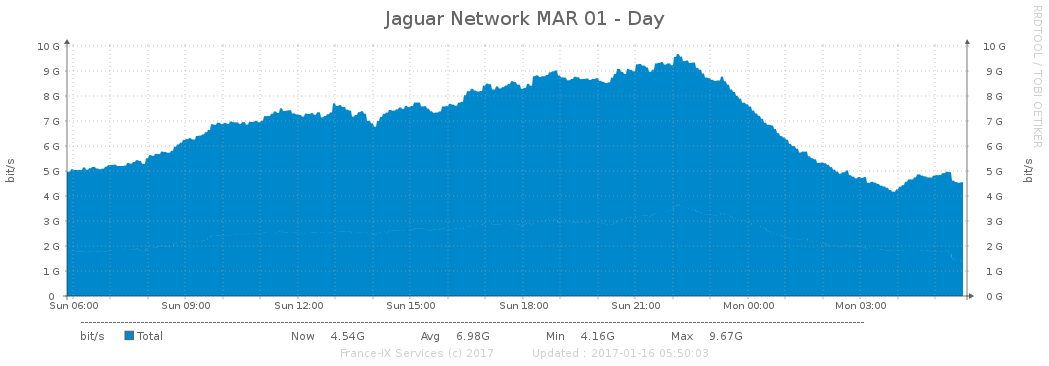 Jaguar Network MAR 01 - Day
RRDTOOL / TOBI OETIKER
bit/s
bit/s
10 G 10 G
9 G 9 G
8 G 8 G
7 G 7 G
6 G 6 G
5 G 5 G
4 G 4 G
3 G 3 G
2 G 2 G
1 G 1 G
0 0 G
Sun 06:00 Sun 09:00 Sun 12:00 Sun 15:00 Sun 18:00 Sun 21:00 Mon 00:00 Mon 03:00
bit/s Total Now 4.54G Avg 6.98G Min 4.16G Max 9.67G
France-IX Services (c) 2017 Updated : 2017-01-16 05:50:03